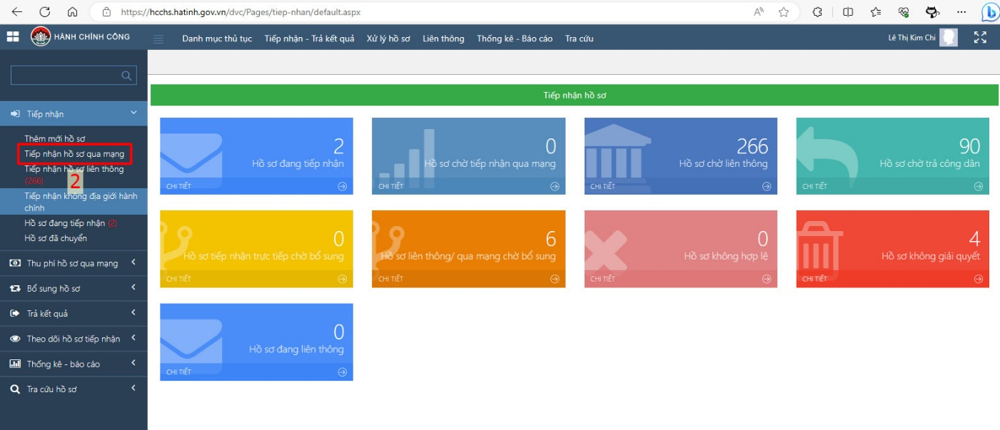 https://hcchs.hatinh.gov.vn/dvc/Pages/tiep-nhan/default.aspx
HÀNH CHÍNH CÔNG
Danh mục thủ tục Tiếp nhận - Trả kết quả Xử lý hồ sơ Liên thông Thống kê - Báo cáo Tra cứu
Lê Thị Kim Chi
Tiếp nhận
Thêm mới hồ sơ
Tiếp nhận hồ sơ qua mạng
Tiếp nhận hồ sơ liên thông
(266)
2
Tiếp nhận không địa giới hành
chính
Hồ sơ đang tiếp nhận (2)
Hồ sơ đã chuyển
Thu phí hồ sơ qua mạng
Bổ sung hồ sơ
Trả kết quả
Theo dõi hồ sơ tiếp nhận
Thống kê - báo cáo
Tra cứu hồ sơ
Tiếp nhận hồ sơ
2
Hồ sơ đang tiếp nhận
CHI TIẾT
0
Hồ sơ chờ tiếp nhận qua mạng
CHI TIẾT
266
Hồ sơ chờ liên thông
CHI TIẾT
90
Hồ sơ chờ trả công dân
CHI TIẾT
0
Hồ sơ tiếp nhận trực tiếp chờ bổ sung
CHI TIẾT
6
Hồ sơ liên thông/ qua mạng chờ bổ sung
CHI TIẾT
0
Hồ sơ không hợp lệ
CHI TIẾT
4
Hồ sơ không giải quyết
CHI TIẾT
0
Hồ sơ đang liên thông
CHI TIẾT